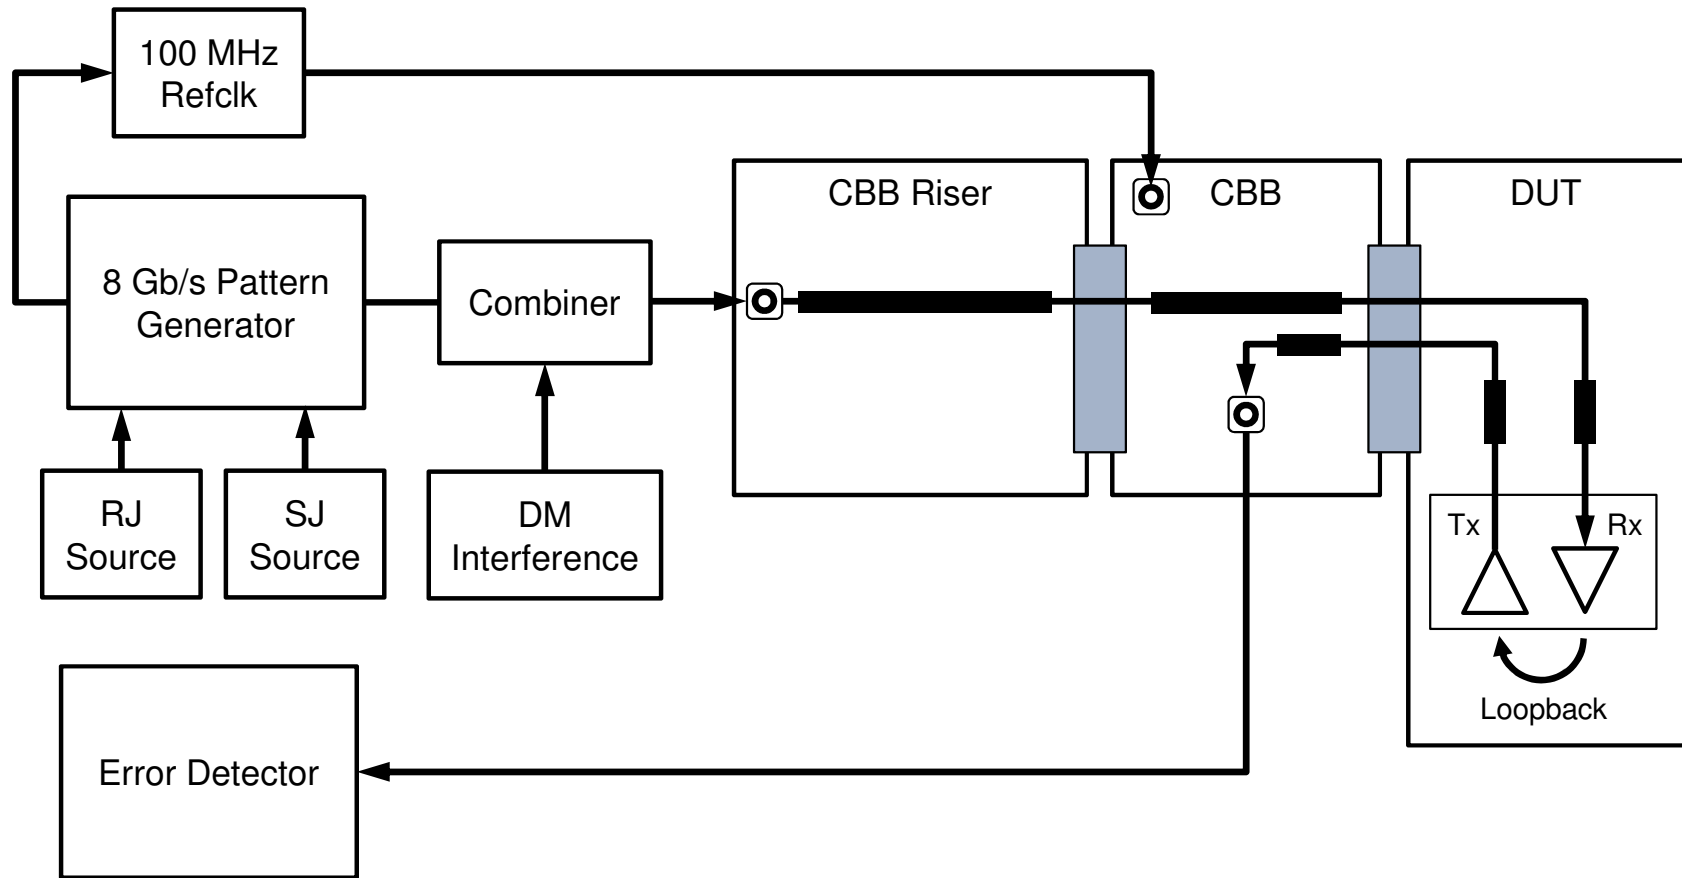 100 MHz
Refclk
CBB Riser
CBB
DUT
8 Gb/s Pattern
Generator
Combiner
RJ
Source
SJ
Source
DM
Interference
Tx
Rx
Loopback
Error Detector